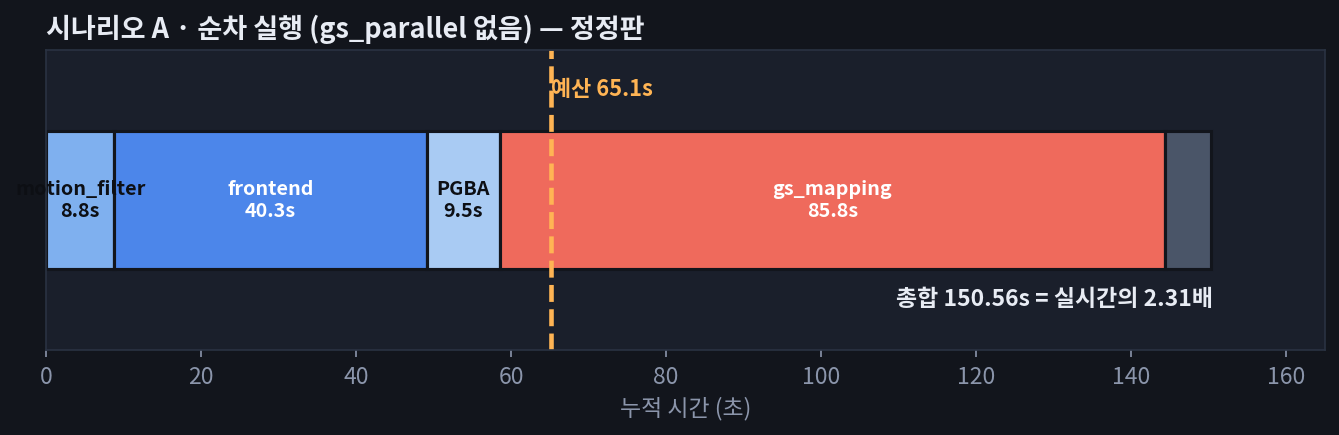 시나리오 A · 순차 실행 (gs_parallel 없음) — 정정판
예산 65.1s
motion_filter
8.8s
frontend
40.3s
PGBA
9.5s
gs_mapping
85.8s
총합 150.56s = 실시간의 2.31배
0 20 40 60 80 100 120 140 160
누적 시간 (초)